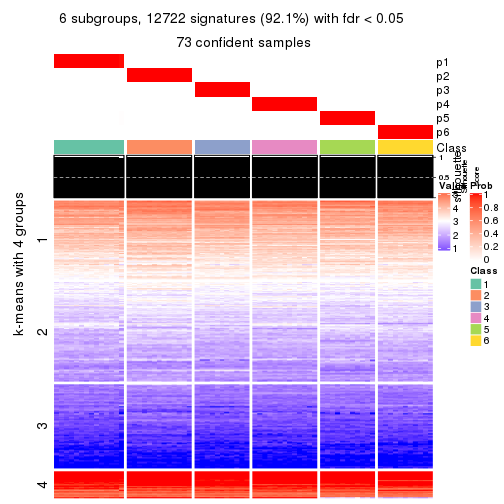 6 subgroups, 12722 signatures (92.1%) with fdr < 0.05
73 confident samples
p1
p2
p3
p4
p5
p6
Class
1
0.5
silhouette
score
Value
4
3
2
1
Prob
1
0.8
0.6
0.4
0.2
0
Class
1
2
3
4
5
6
k-means with 4 groups
1
2
3
4